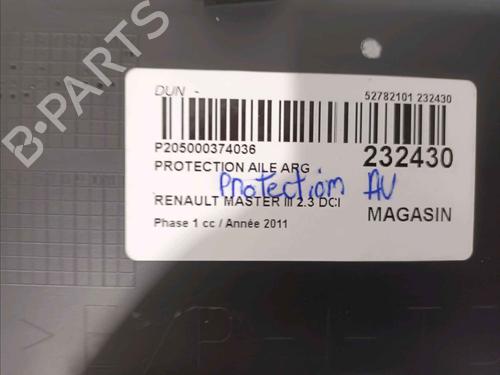 B-PARTS
DUN - 52782101 232430
P205000374036
PROTECTION AILE ARG 232430
Protection AV
RENAULT MASTER III 2.3 DCI MAGASIN
Phase 1 cc / Année 2011